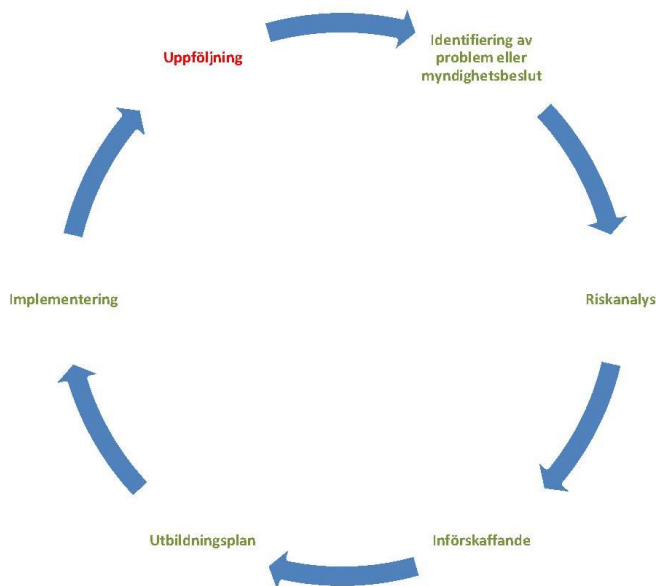 Uppföljning
Identifiering av
problem eller
myndighetsbeslut
Riskanalys
Införskaffande
Utbildningsplan
Implementering